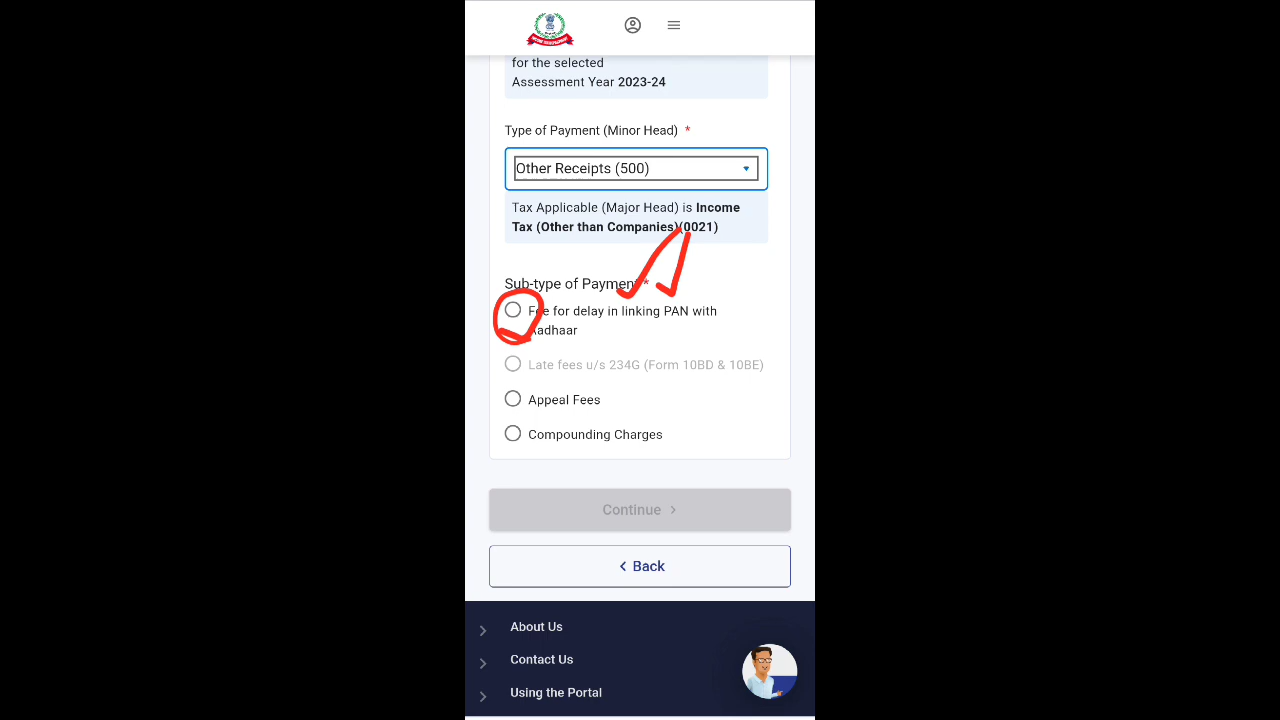 for the selected
Assessment Year 2023-24
Type of Payment (Minor Head) *
Other Receipts (500)
Tax Applicable (Major Head) is Income
Tax (Other than Companies)(0021)
Sub-type of Payment *
Fee for delay in linking PAN with
Aadhaar
Late fees u/s 234G (Form 10BD & 10BE)
Appeal Fees
Compounding Charges
Continue
Back
About Us
Contact Us
Using the Portal